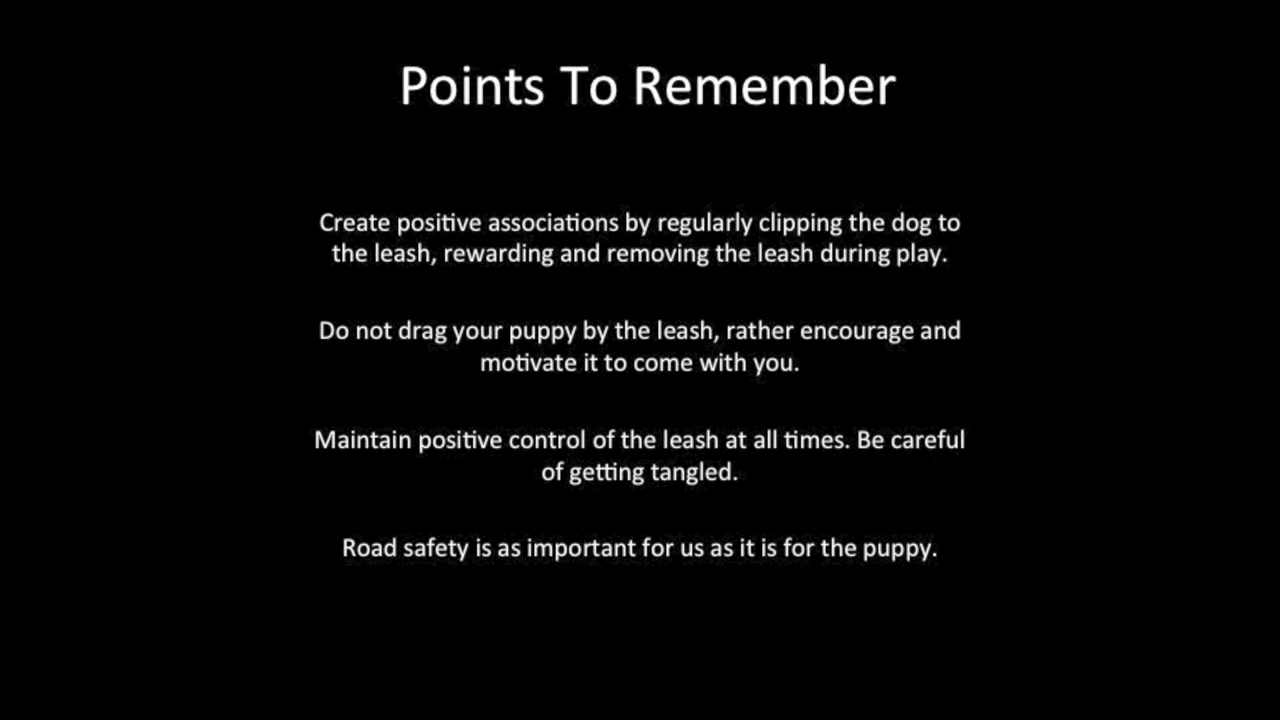 Points To Remember
Create positive associations by regularly clipping the dog to
the leash, rewarding and removing the leash during play.
Do not drag your puppy by the leash, rather encourage and
motivate it to come with you.
Maintain positive control of the leash at all times. Be careful
of getting tangled.
Road safety is as important for us as it is for the puppy.